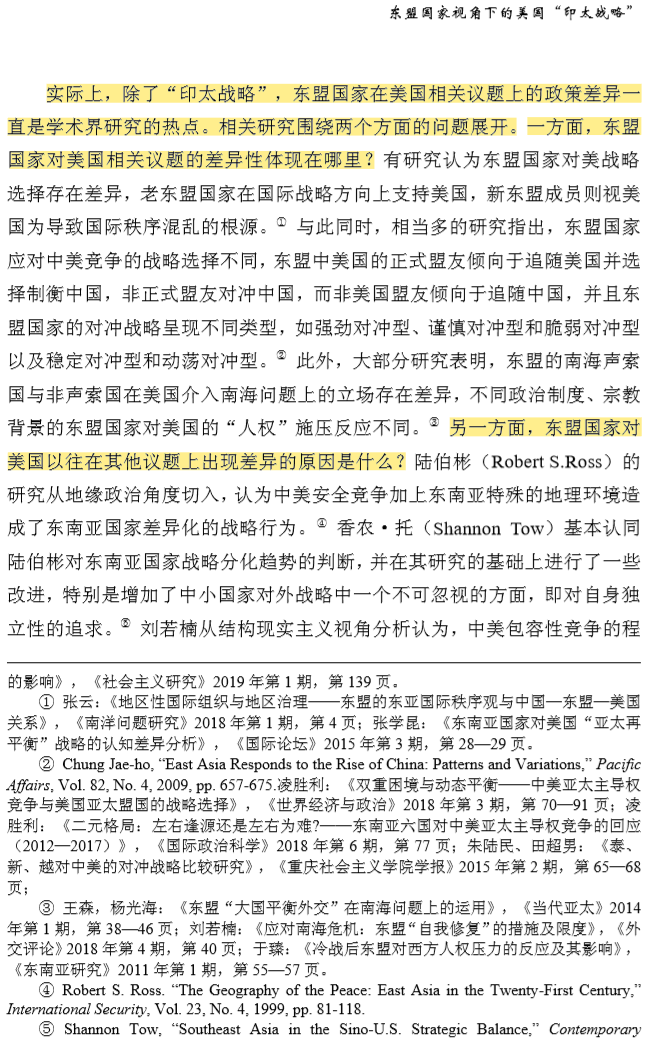 东盟国家视角下的美国“印太战略”
实际上，除了“印太战略”，东盟国家在美国相关议题上的政策差异一
直是学术界研究的热点。相关研究围绕两个方面的问题展开。一方面，东盟
国家对美国相关议题的差异性体现在哪里？有研究认为东盟国家对美战略
选择存在差异，老东盟国家在国际战略方向上支持美国，新东盟成员则视美
国为导致国际秩序混乱的根源。① 与此同时，相当多的研究指出，东盟国家
应对中美竞争的战略选择不同，东盟中美国的正式盟友倾向于追随美国并选
择制衡中国，非正式盟友对冲中国，而非美国盟友倾向于追随中国，并且东
盟国家的对冲战略呈现不同类型，如强劲对冲型、谨慎对冲型和脆弱对冲型
以及稳定对冲型和动荡对冲型。② 此外，大部分研究表明，东盟的南海声索
国与非声索国在美国介入南海问题上的立场存在差异，不同政治制度、宗教
背景的东盟国家对美国的“人权”施压反应不同。③ 另一方面，东盟国家对
美国以往在其他议题上出现差异的原因是什么？陆伯彬（Robert S.Ross）的
研究从地缘政治角度切入，认为中美安全竞争加上东南亚特殊的地理环境造
成了东南亚国家差异化的战略行为。④ 香农·托（Shannon Tow）基本认同
陆伯彬对东南亚国家战略分化趋势的判断，并在其研究的基础上进行了一些
改进，特别是增加了中小国家对外战略中一个不可忽视的方面，即对自身独
立性的追求。⑤ 刘若楠从结构现实主义视角分析认为，中美包容性竞争的程
的影响》，《社会主义研究》2019 年第 1 期，第 139 页。
① 张云：《地区性国际组织与地区治理——东盟的东亚国际秩序观与中国—东盟—美国
关系》，《南洋问题研究》2018 年第 1 期，第 4 页；张学昆：《东南亚国家对美国“亚太再
平衡”战略的认知差异分析》，《国际论坛》2015 年第 3 期，第 28—29 页。
② Chung Jae-ho, “East Asia Responds to the Rise of China: Patterns and Variations,” Pacific
Affairs, Vol. 82, No. 4, 2009, pp. 657-675.凌胜利：《双重困境与动态平衡——中美亚太主导权
竞争与美国亚太盟国的战略选择》，《世界经济与政治》2018 年第 3 期，第 70—91 页；凌
胜利：《二元格局：左右逢源还是左右为难?——东南亚六国对中美亚太主导权竞争的回应
（2012—2017）》，《国际政治科学》2018 年第 6 期，第 77 页；朱陆民、田超男：《泰、
新、越对中美的对冲战略比较研究》，《重庆社会主义学院学报》2015 年第 2 期，第 65—68
页；
③ 王森，杨光海：《东盟“大国平衡外交”在南海问题上的运用》，《当代亚太》2014
年第 1 期，第 38—46 页；刘若楠：《应对南海危机：东盟“自我修复”的措施及限度》，《外
交评论》2018 年第 4 期，第 40 页；于臻：《冷战后东盟对西方人权压力的反应及其影响》，
《东南亚研究》2011 年第 1 期，第 55—57 页。
④ Robert S. Ross. “The Geography of the Peace: East Asia in the Twenty-First Century,”
International Security, Vol. 23, No. 4, 1999, pp. 81-118.
⑤ Shannon Tow, “Southeast Asia in the Sino-U.S. Strategic Balance,” Contemporary